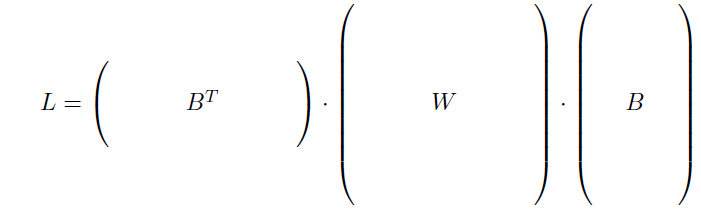 L = ( B^T ) · ( W ) · ( B )